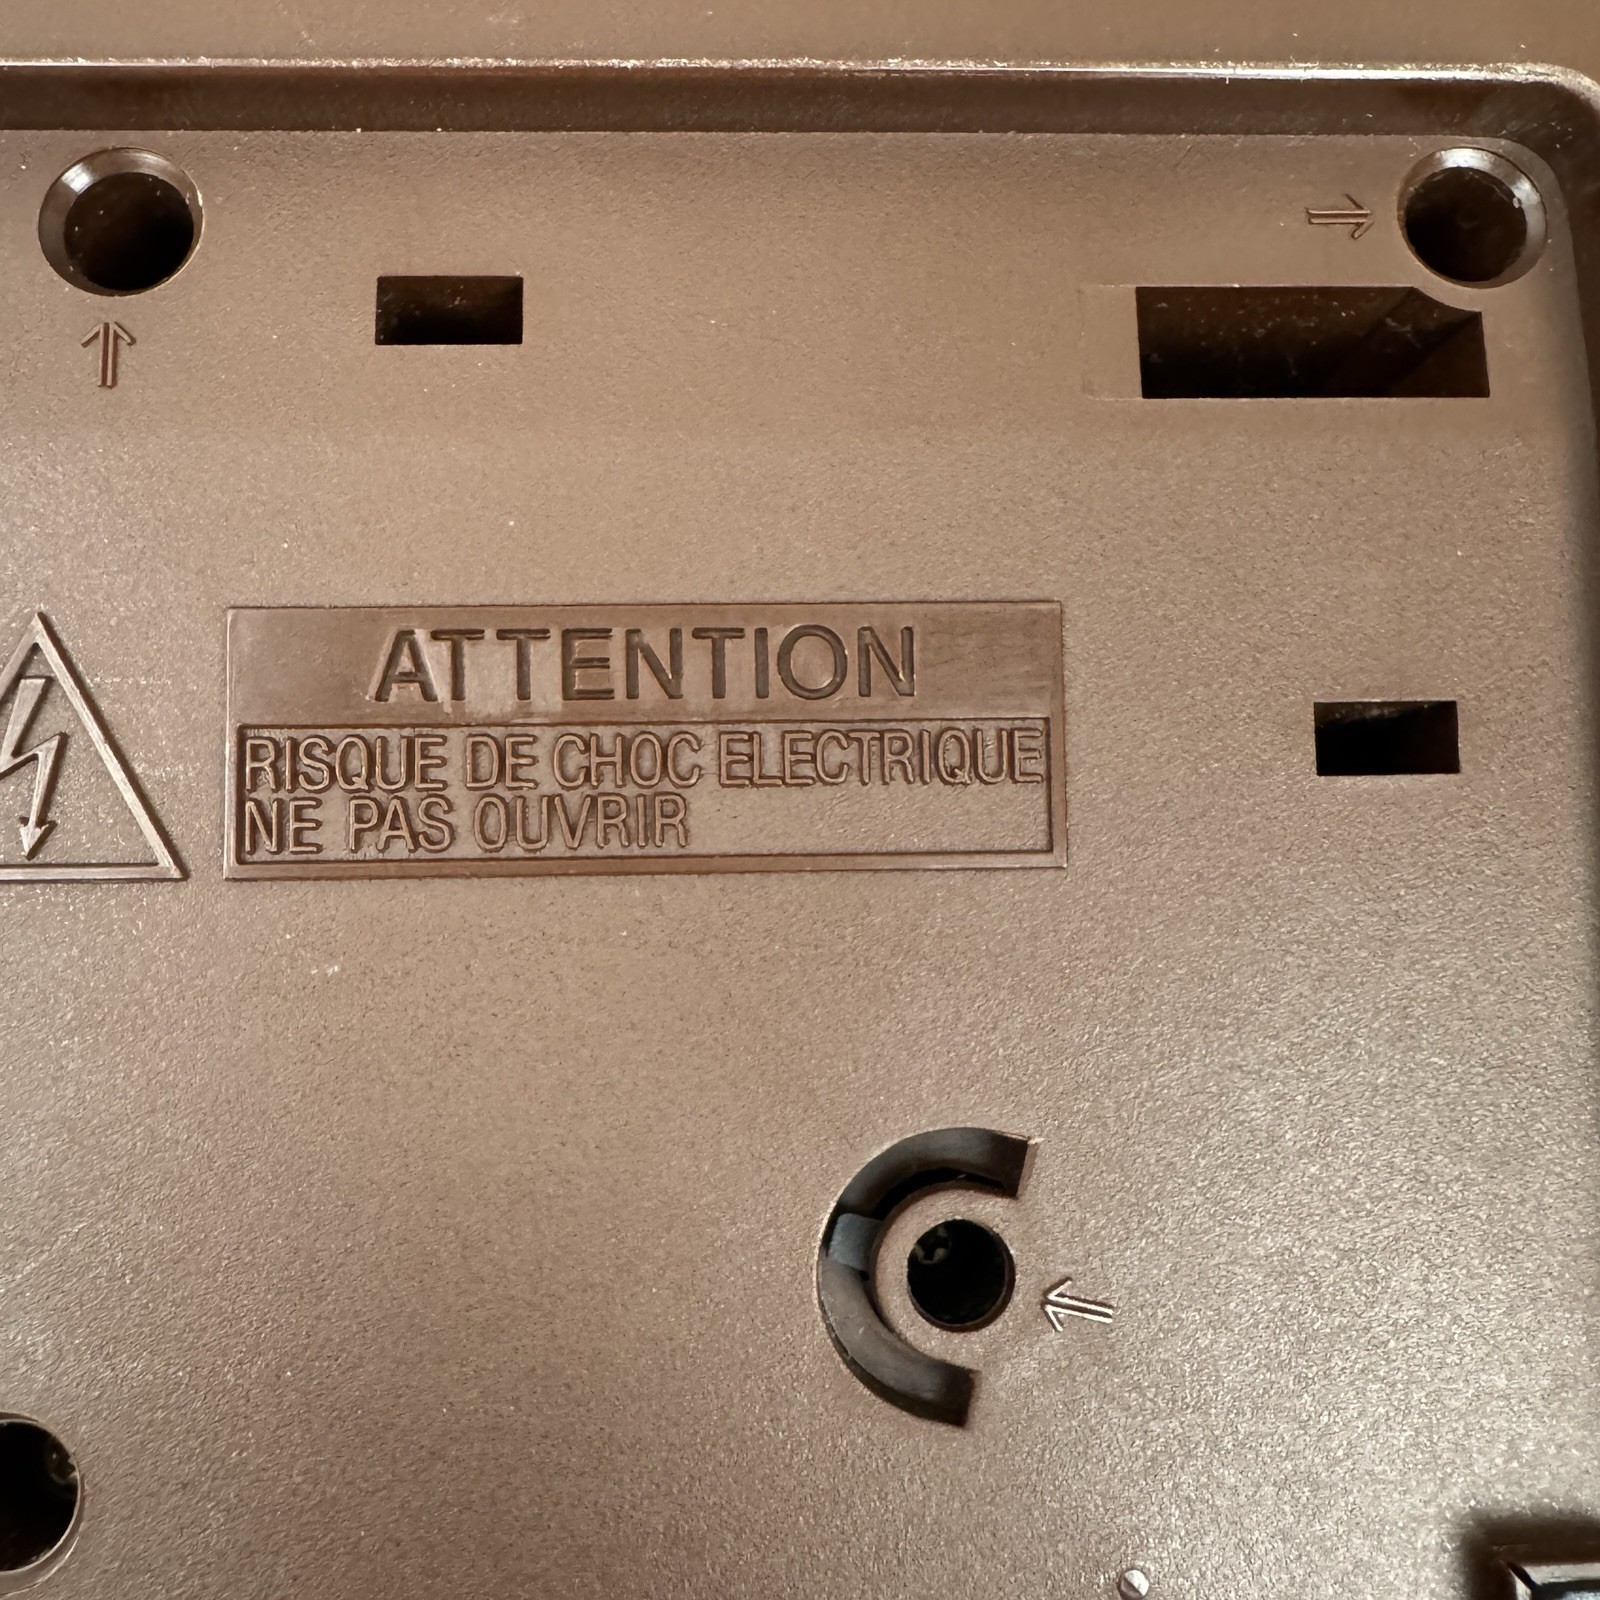 ATTENTION
RISQUE DE CHOC ELECTRIQUE
NE PAS OUVRIR